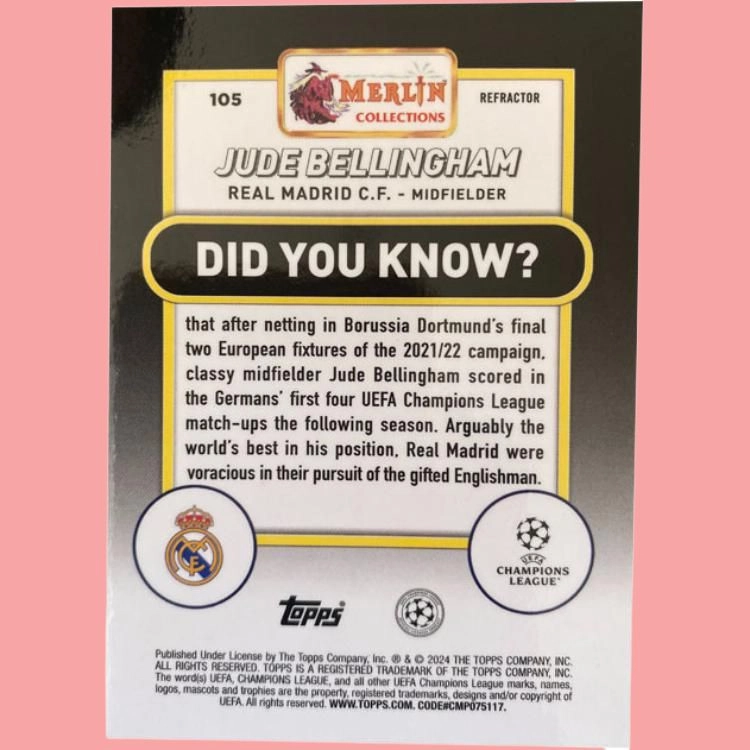 105
MERLIN
COLLECTIONS
REFRACTOR
JUDE BELLINGHAM
REAL MADRID C.F. - MIDFIELDER
DID YOU KNOW?
that after netting in Borussia Dortmund's final
two European fixtures of the 2021/22 campaign,
classy midfielder Jude Bellingham scored in
the Germans' first four UEFA Champions League
match-ups the following season. Arguably the
world's best in his position, Real Madrid were
voracious in their pursuit of the gifted Englishman.
UEFA
CHAMPIONS
LEAGUE
topps
Published Under License by The Topps Company, Inc. ® & © 2024 THE TOPPS COMPANY, INC.
ALL RIGHTS RESERVED. TOPPS IS A REGISTERED TRADEMARK OF THE TOPPS COMPANY, INC.
The word(s) UEFA, CHAMPIONS LEAGUE, and all other UEFA Champions League marks, names,
logos, mascots and trophies are the property, registered trademarks, designs and/or copyright of
UEFA. All rights reserved. WWW.TOPPS.COM. CODE#CMP075117.